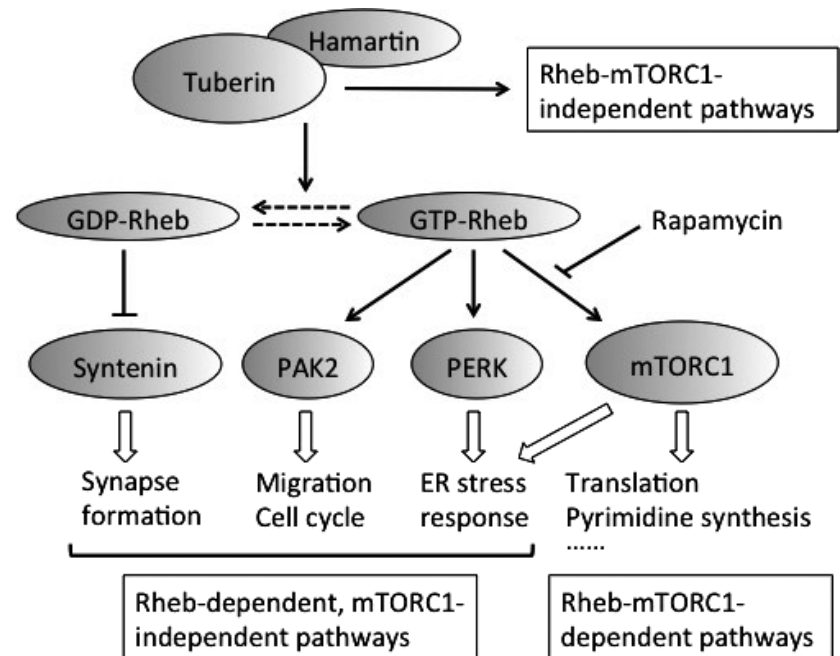 Hamartin
Tuberin
Rheb-mTORC1-
independent pathways
GDP-Rheb
GTP-Rheb
Rapamycin
Syntenin
PAK2
PERK
mTORC1
Synapse
formation
Migration
Cell cycle
ER stress
response
Translation
Pyrimidine synthesis
......
Rheb-dependent, mTORC1-
independent pathways
Rheb-mTORC1-
dependent pathways